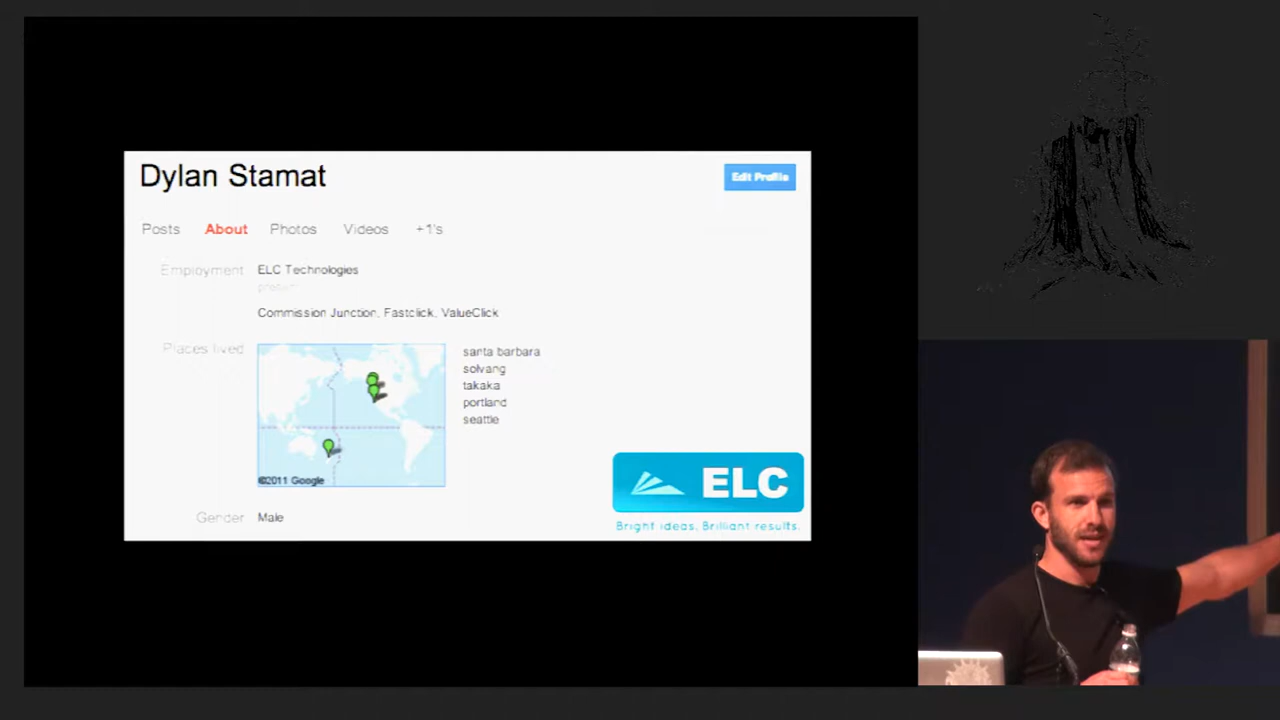 Dylan Stamat
Edit Profile
Posts About Photos Videos +1's
Employment ELC Technologies
present
Commission Junction, Fastclick, ValueClick
Places lived
santa barbara
solvang
takaka
portland
seattle
©2011 Google
ELC
Bright ideas. Brilliant results.
Gender Male